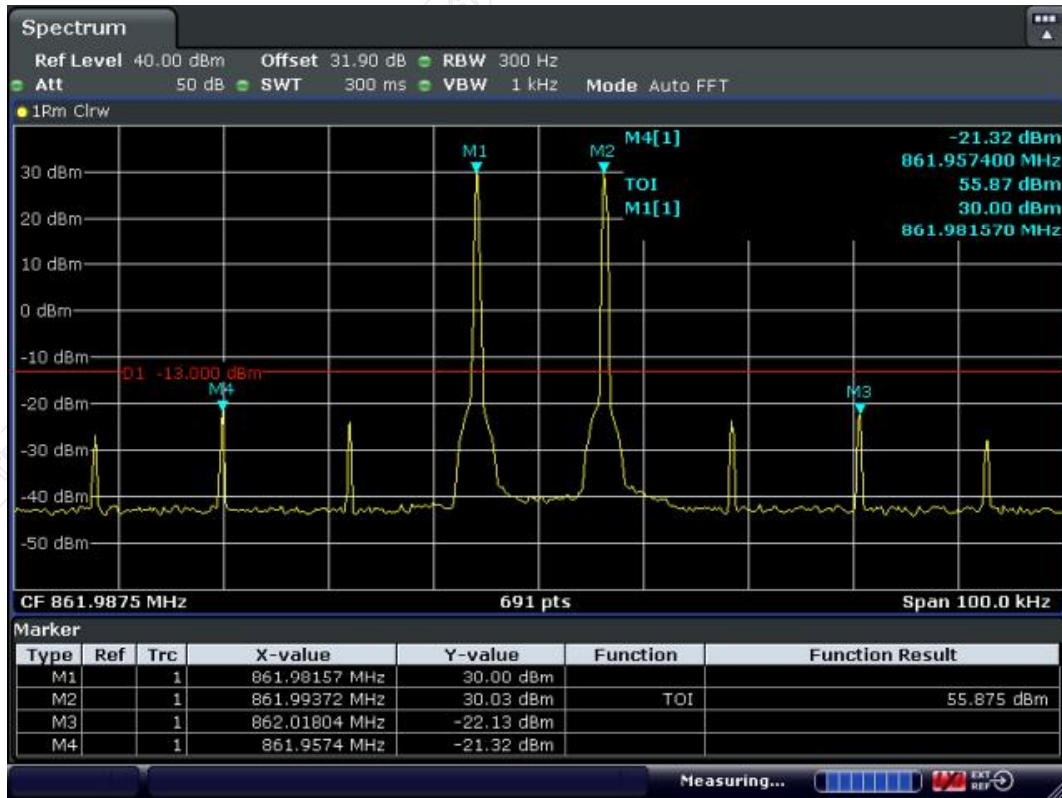 Spectrum
Ref Level 40.00 dBm Offset 31.90 dB RBW 300 Hz
Att 50 dB SWT 300 ms VBW 1 kHz Mode Auto FFT
1Rm Clrw
M4[1] -21.32 dBm
861.957400 MHz
TOI 55.87 dBm
M1[1] 30.00 dBm
861.981570 MHz
M1
M2
30 dBm
20 dBm
10 dBm
0 dBm
-10 dBm
D1 -13.000 dBm
M4
M3
-20 dBm
-30 dBm
-40 dBm
-50 dBm
CF 861.9875 MHz 691 pts Span 100.0 kHz
Marker
Type Ref Trc X-value Y-value Function Function Result
M1 1 861.98157 MHz 30.00 dBm
M2 1 861.99372 MHz 30.03 dBm TOI 55.875 dBm
M3 1 862.01804 MHz -22.13 dBm
M4 1 861.9574 MHz -21.32 dBm
Measuring... EXT REF